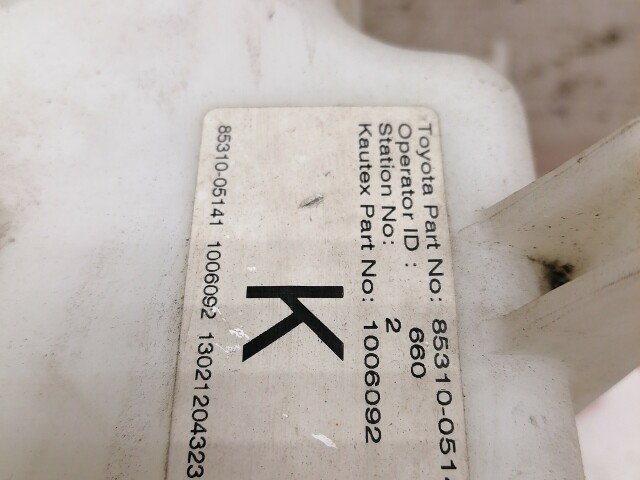 Toyota Part No: 85310-0514
Operator ID : 660
Station No: 2
Kautex Part No: 1006092
K
85310-05141 1006092 13021204323